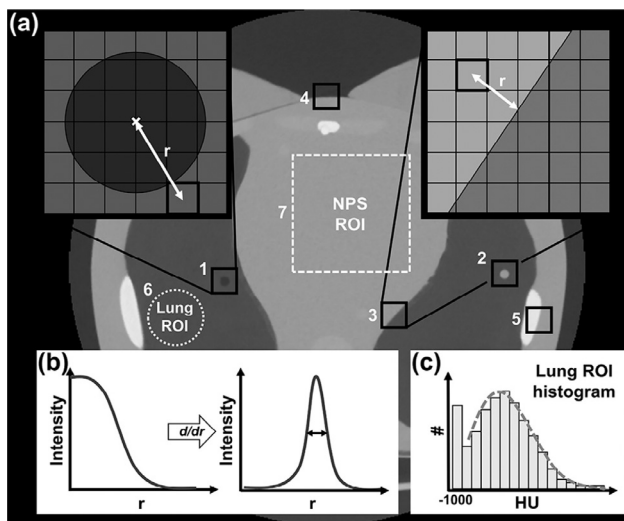 (a)
r
r
4
NPS
ROI
7
1
2
6
Lung
ROI
3
5
(b)
Intensity
r
d/dr
Intensity
r
(c)
Lung ROI
histogram
#
-1000
HU